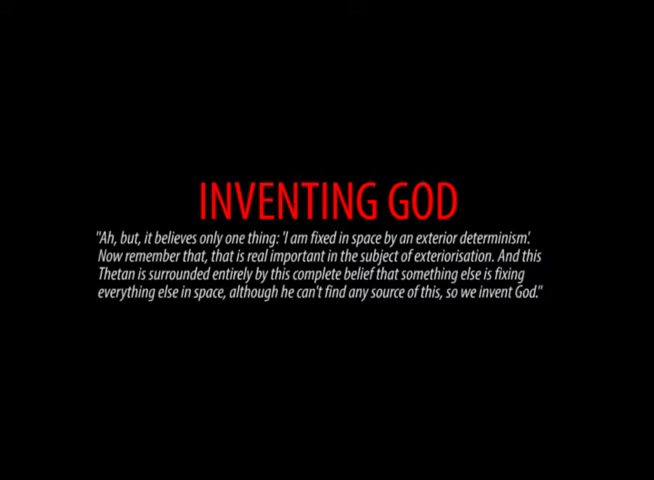 INVENTING GOD
"Ah, but, it believes only one thing: 'I am fixed in space by an exterior determinism'.
Now remember that, that is real important in the subject of exteriorisation. And this
Thetan is surrounded entirely by this complete belief that something else is fixing
everything else in space, although he can't find any source of this, so we invent God."